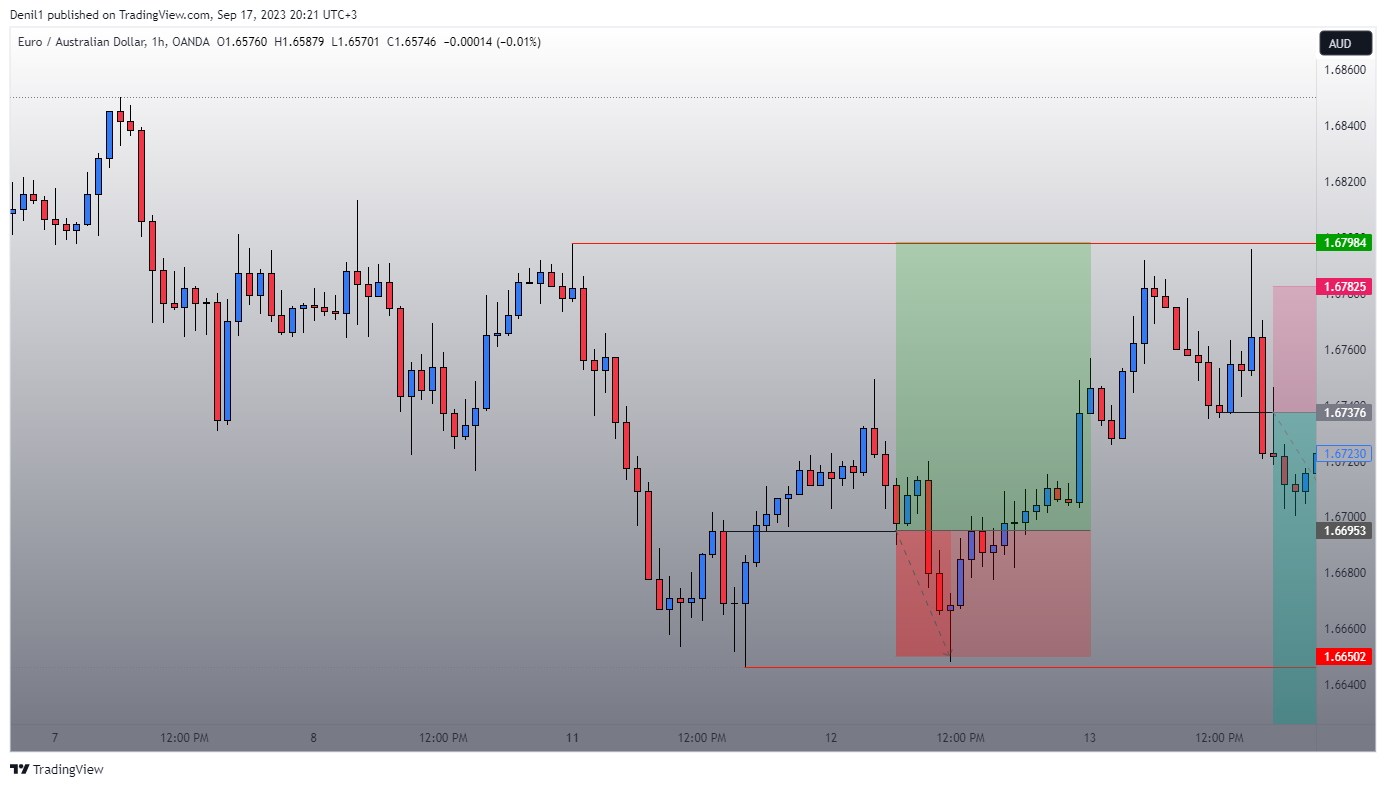 Denil1 published on TradingView.com, Sep 17, 2023 20:21 UTC+3
Euro / Australian Dollar, 1h, OANDA O1.65760 H1.65879 L1.65701 C1.65746 −0.00014 (−0.01%)
AUD
1.68600
1.68400
1.68200
1.67984
1.67825
1.67600
1.67376
1.67230
1.67000
1.66953
1.66800
1.66600
1.66502
1.66400
7 12:00 PM 8 12:00 PM 11 12:00 PM 12 12:00 PM 13 12:00 PM
TradingView